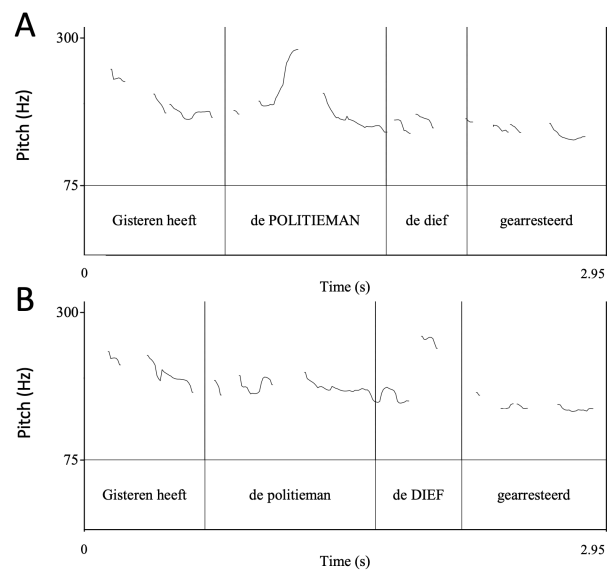 A
300
Pitch (Hz)
75
Gisteren heeft de POLITIEMAN de dief gearresteerd
0 2.95
Time (s)
B
300
Pitch (Hz)
75
Gisteren heeft de politieman de DIEF gearresteerd
0 2.95
Time (s)